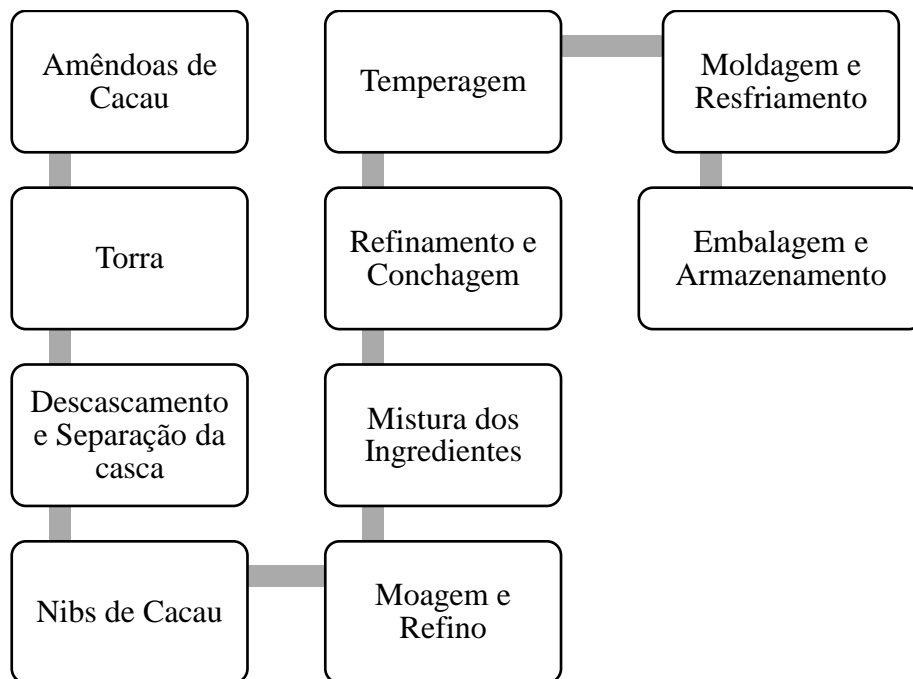 Amêndoas de
Cacau
Torra
Descascamento
e Separação da
casca
Nibs de Cacau
Moagem e
Refino
Mistura dos
Ingredientes
Refinamento e
Conchagem
Temperagem
Moldagem e
Resfriamento
Embalagem e
Armazenamento